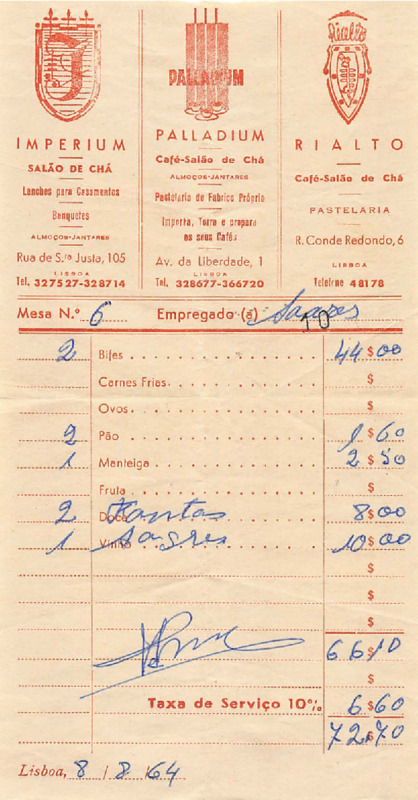 Rialto
PALLADIUM
IMPERIUM
SALÃO DE CHÁ
Lanches para Casamentos
Banquetes
ALMOÇOS-JANTARES
Rua de S.ta Justa, 105
LISBOA
Tel. 327527-328714
PALLADIUM
Café-Salão de Chá
ALMOÇOS-JANTARES
Pastelaria de Fabrico Próprio
Importa, Torra e prepara
os seus Cafés
Av. da Liberdade, 1
LISBOA
Tel. 328677-366720
RIALTO
Café-Salão de Chá
PASTELARIA
R. Conde Redondo, 6
LISBOA
Telefone 48178
Mesa N.º 6 Empregado (a) 10
2 Bifes 44$00
Carnes Frias $
Ovos $
2 Pão 1$60
1 Manteiga 2$50
Fruta $
2 Doce 8$00
1 Vinho Sagres 10$00
$
$
$
66$10
$
Taxa de Serviço 10% 6$60
72$70
Lisboa, 8 / 8 / 64